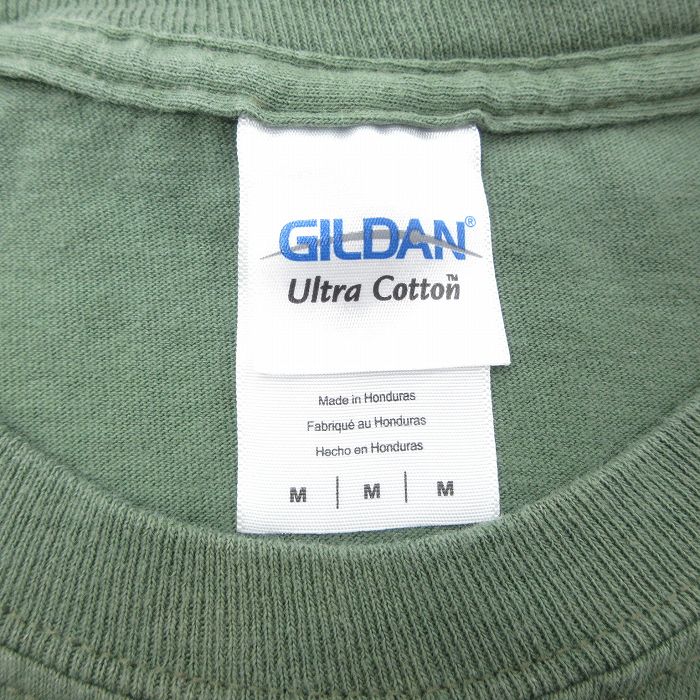 GILDAN®
Ultra Cotton™
Made in Honduras
Fabriqué au Honduras
Hecho en Honduras
M | M | M